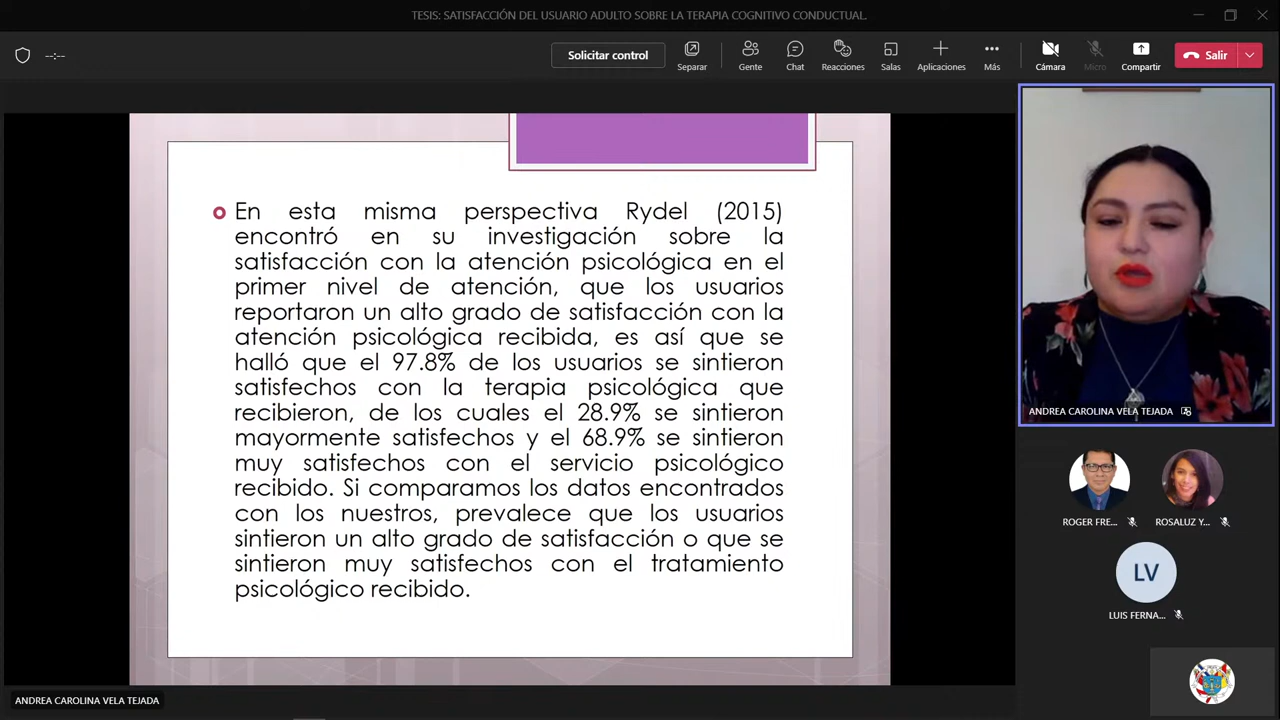 TESIS: SATISFACCIÓN DEL USUARIO ADULTO SOBRE LA TERAPIA COGNITIVO CONDUCTUAL.
--:--
Solicitar control
Separar
Gente
Chat
Reacciones
Salas
Aplicaciones
Más
Cámara
Micro
Compartir
Salir
En esta misma perspectiva Rydel (2015)
encontró en su investigación sobre la
satisfacción con la atención psicológica en el
primer nivel de atención, que los usuarios
reportaron un alto grado de satisfacción con la
atención psicológica recibida, es así que se
halló que el 97.8% de los usuarios se sintieron
satisfechos con la terapia psicológica que
recibieron, de los cuales el 28.9% se sintieron
mayormente satisfechos y el 68.9% se sintieron
muy satisfechos con el servicio psicológico
recibido. Si comparamos los datos encontrados
con los nuestros, prevalece que los usuarios
sintieron un alto grado de satisfacción o que se
sintieron muy satisfechos con el tratamiento
psicológico recibido.
ANDREA CAROLINA VELA TEJADA
ROGER FRE...
ROSALUZ Y...
LV
LUIS FERNA...
ANDREA CAROLINA VELA TEJADA